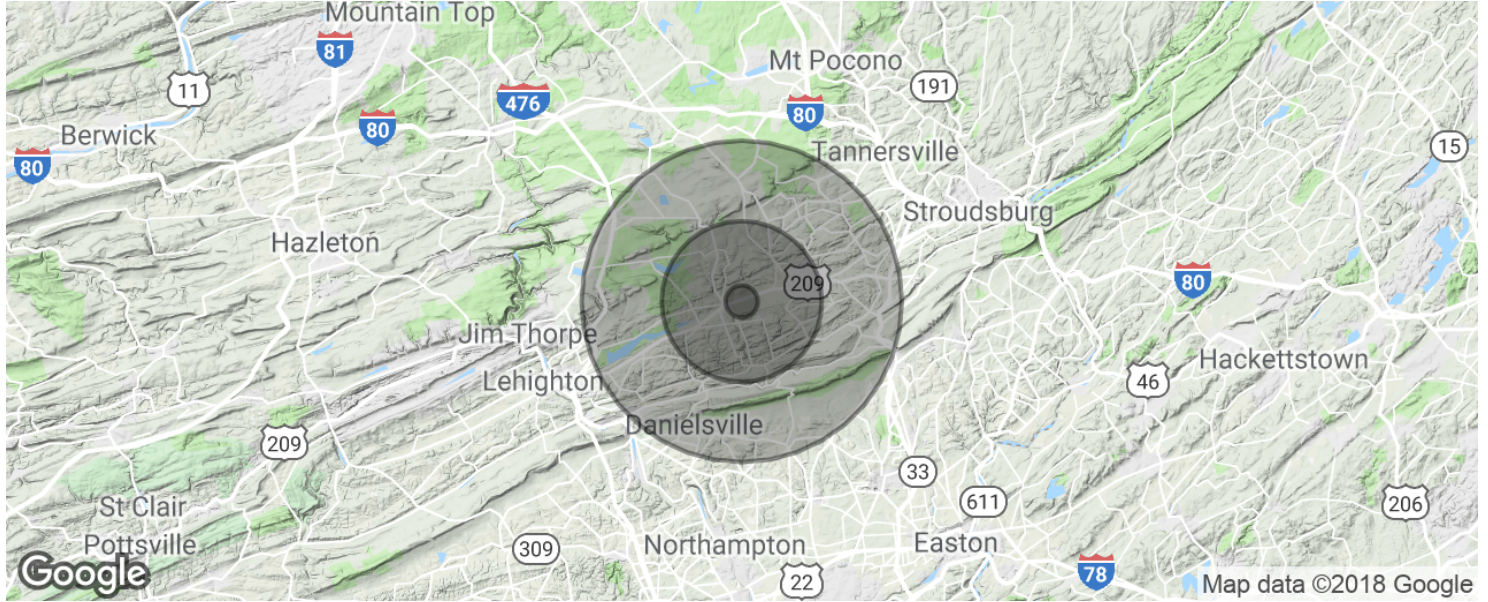 Mountain Top
81
Mt Pocono
11
191
476
80
80
Berwick
15
80
Tannersville
Stroudsburg
Hazleton
209
80
Jim Thorpe
Hackettstown
Lehighton
46
Danielsville
209
33
611
206
St Clair
Pottsville
309
Northampton
Easton
78
22
Google
Map data ©2018 Google